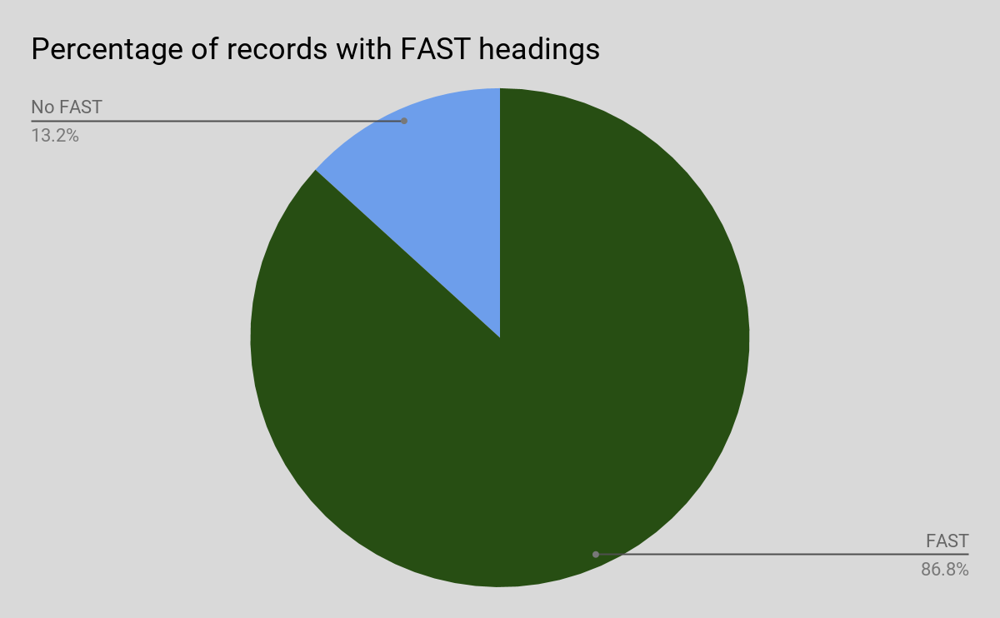 Percentage of records with FAST headings
No FAST
13.2%
FAST
86.8%